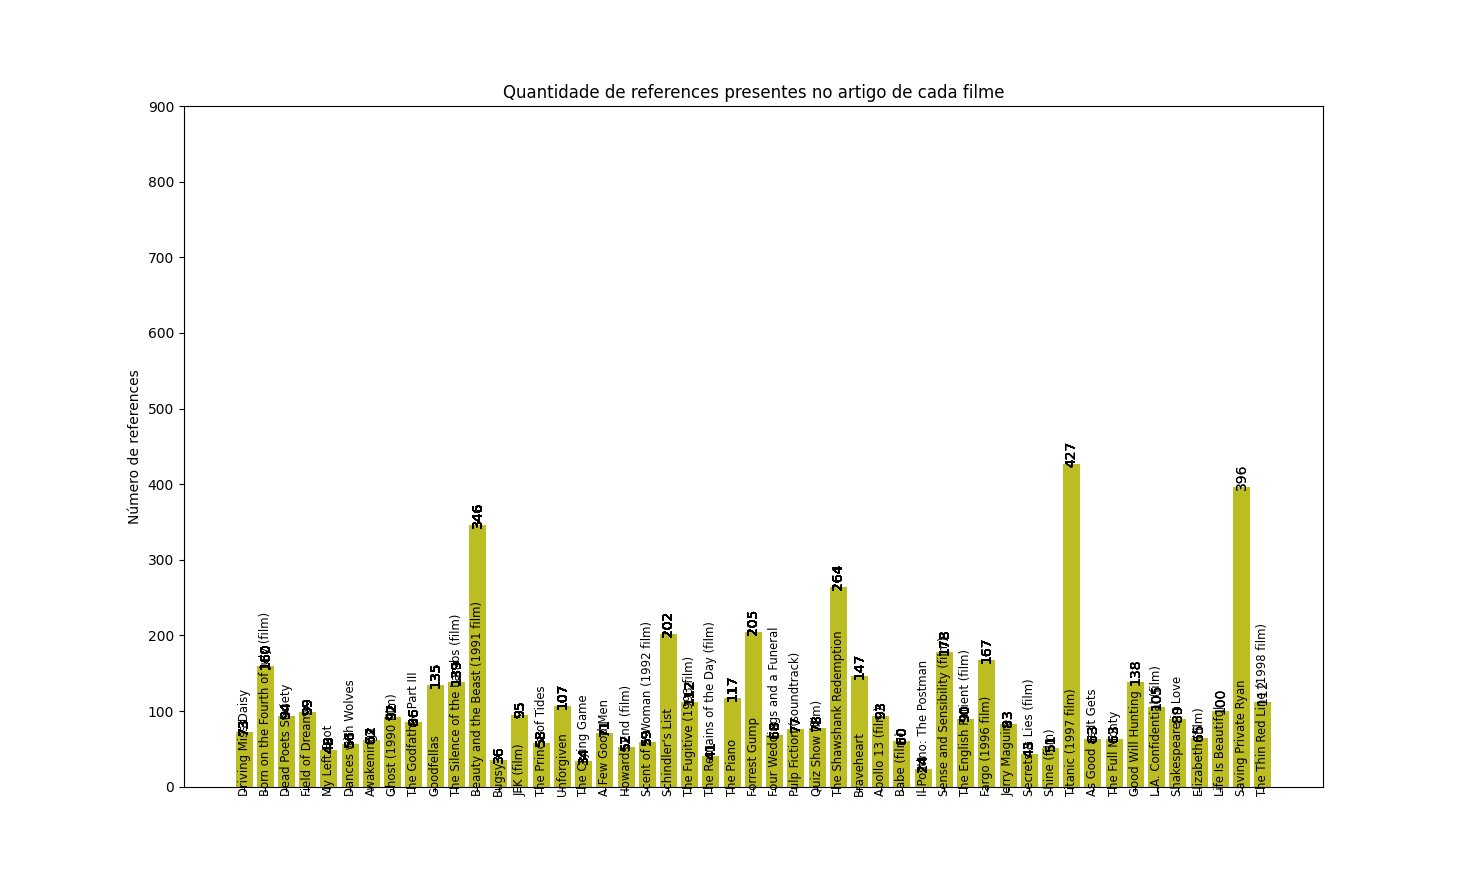 Quantidade de references presentes no artigo de cada filme
Número de references
900
800
700
600
500
400
300
200
100
0
73
160
94
99
48
56
62
92
86
135
139
346
36
95
58
107
34
71
52
59
202
112
41
117
205
68
77
78
264
147
93
60
24
178
90
167
83
43
51
427
63
63
138
105
89
65
100
396
112
Driving Miss Daisy
Born on the Fourth of July (film)
Dead Poets Society
Field of Dreams
My Left Foot
Dances with Wolves
Awakenings
Ghost (1990 film)
The Godfather Part III
Goodfellas
The Silence of the Lambs (film)
Beauty and the Beast (1991 film)
Bugsy
JFK (film)
The Prince of Tides
Unforgiven
The Crying Game
A Few Good Men
Howards End (film)
Scent of a Woman (1992 film)
Schindler's List
The Fugitive (1993 film)
The Remains of the Day (film)
The Piano
Forrest Gump
Four Weddings and a Funeral
Pulp Fiction (soundtrack)
Quiz Show (film)
The Shawshank Redemption
Braveheart
Apollo 13 (film)
Babe (film)
Il Postino: The Postman
Sense and Sensibility (film)
The English Patient (film)
Fargo (1996 film)
Jerry Maguire
Secrets & Lies (film)
Shine (film)
Titanic (1997 film)
As Good as It Gets
The Full Monty
Good Will Hunting
L.A. Confidential (film)
Shakespeare in Love
Elizabeth (film)
Life Is Beautiful
Saving Private Ryan
The Thin Red Line (1998 film)